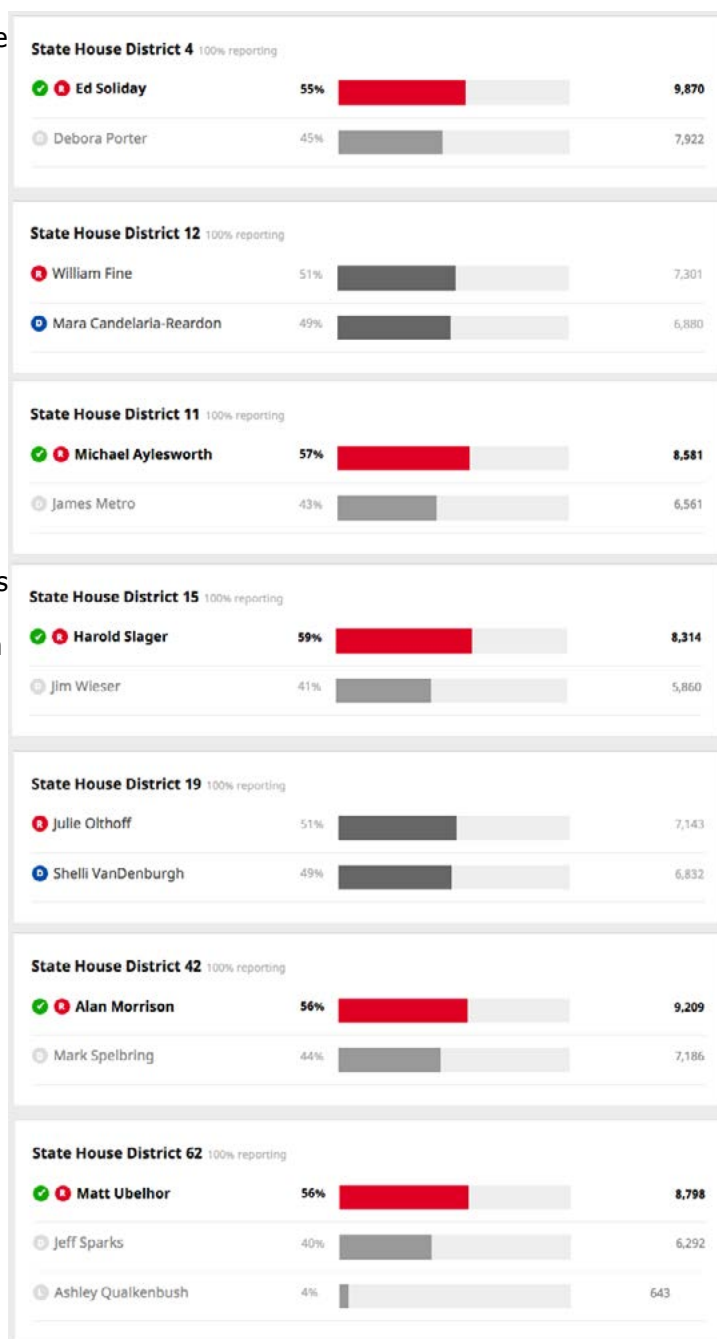 State House District 4 100% reporting
R Ed Soliday 55% 9,870
D Debora Porter 45% 7,922
State House District 12 100% reporting
R William Fine 51% 7,301
D Mara Candelaria-Reardon 49% 6,880
State House District 11 100% reporting
R Michael Aylesworth 57% 8,581
D James Metro 43% 6,561
State House District 15 100% reporting
R Harold Slager 59% 8,314
D Jim Wieser 41% 5,860
State House District 19 100% reporting
R Julie Olthoff 51% 7,143
D Shelli VanDenburgh 49% 6,832
State House District 42 100% reporting
R Alan Morrison 56% 9,209
D Mark Spelbring 44% 7,186
State House District 62 100% reporting
R Matt Ubelhor 56% 8,798
D Jeff Sparks 40% 6,292
L Ashley Qualkenbush 4% 643